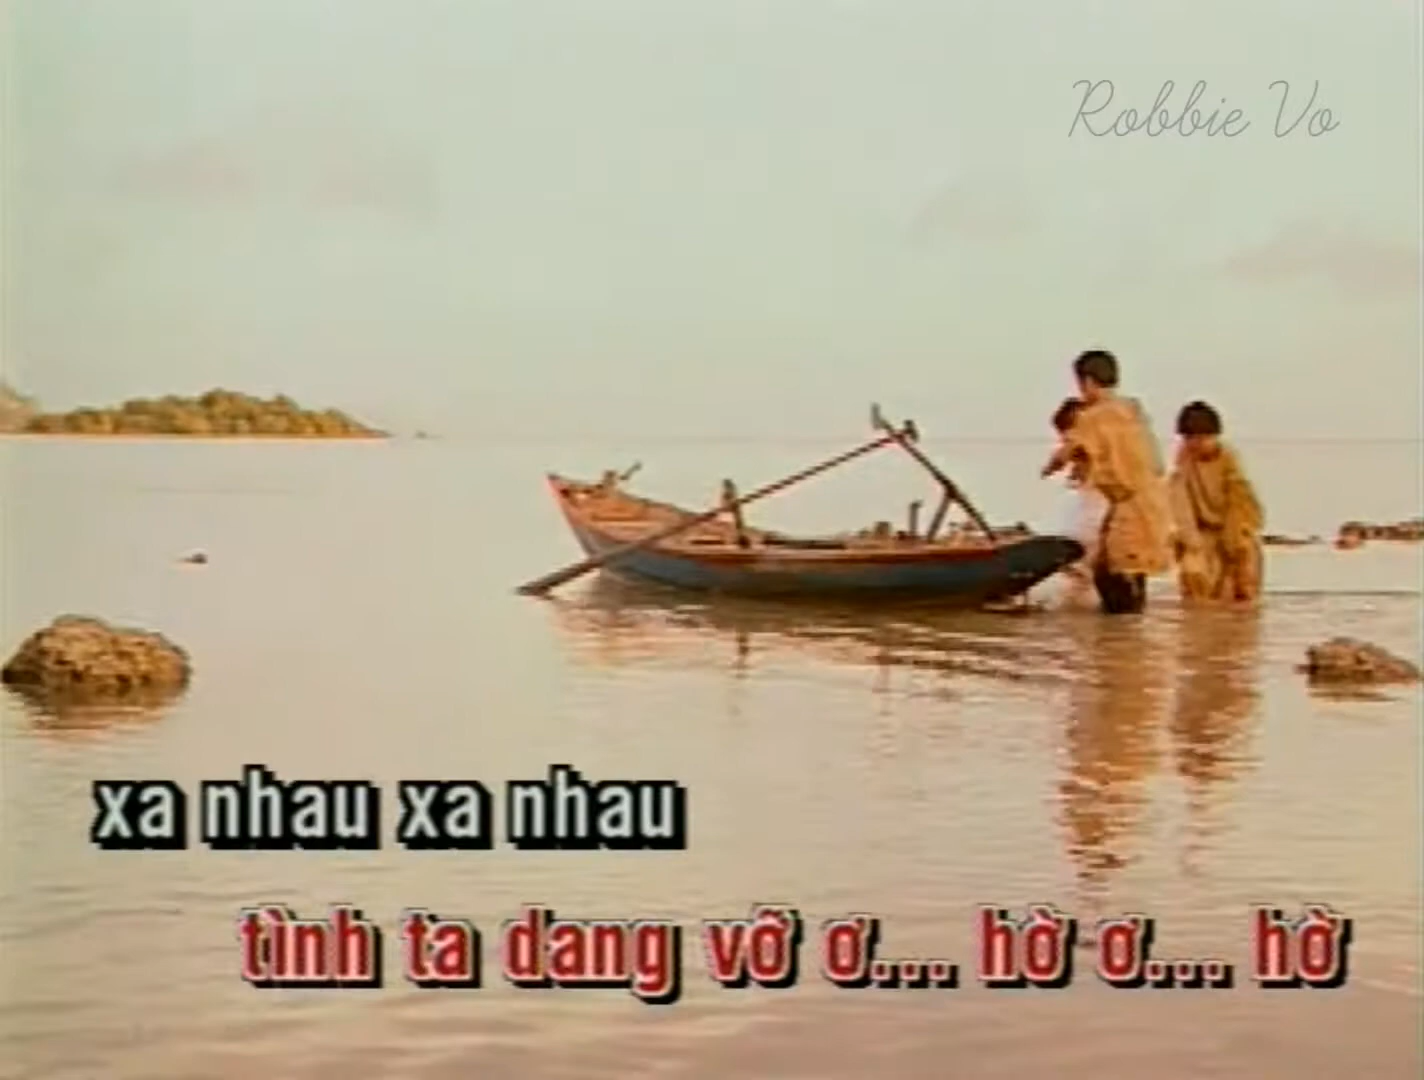 Robbie Vo
xa nhau xa nhau
tình ta dang vỡ ơ... hờ ơ... hờ